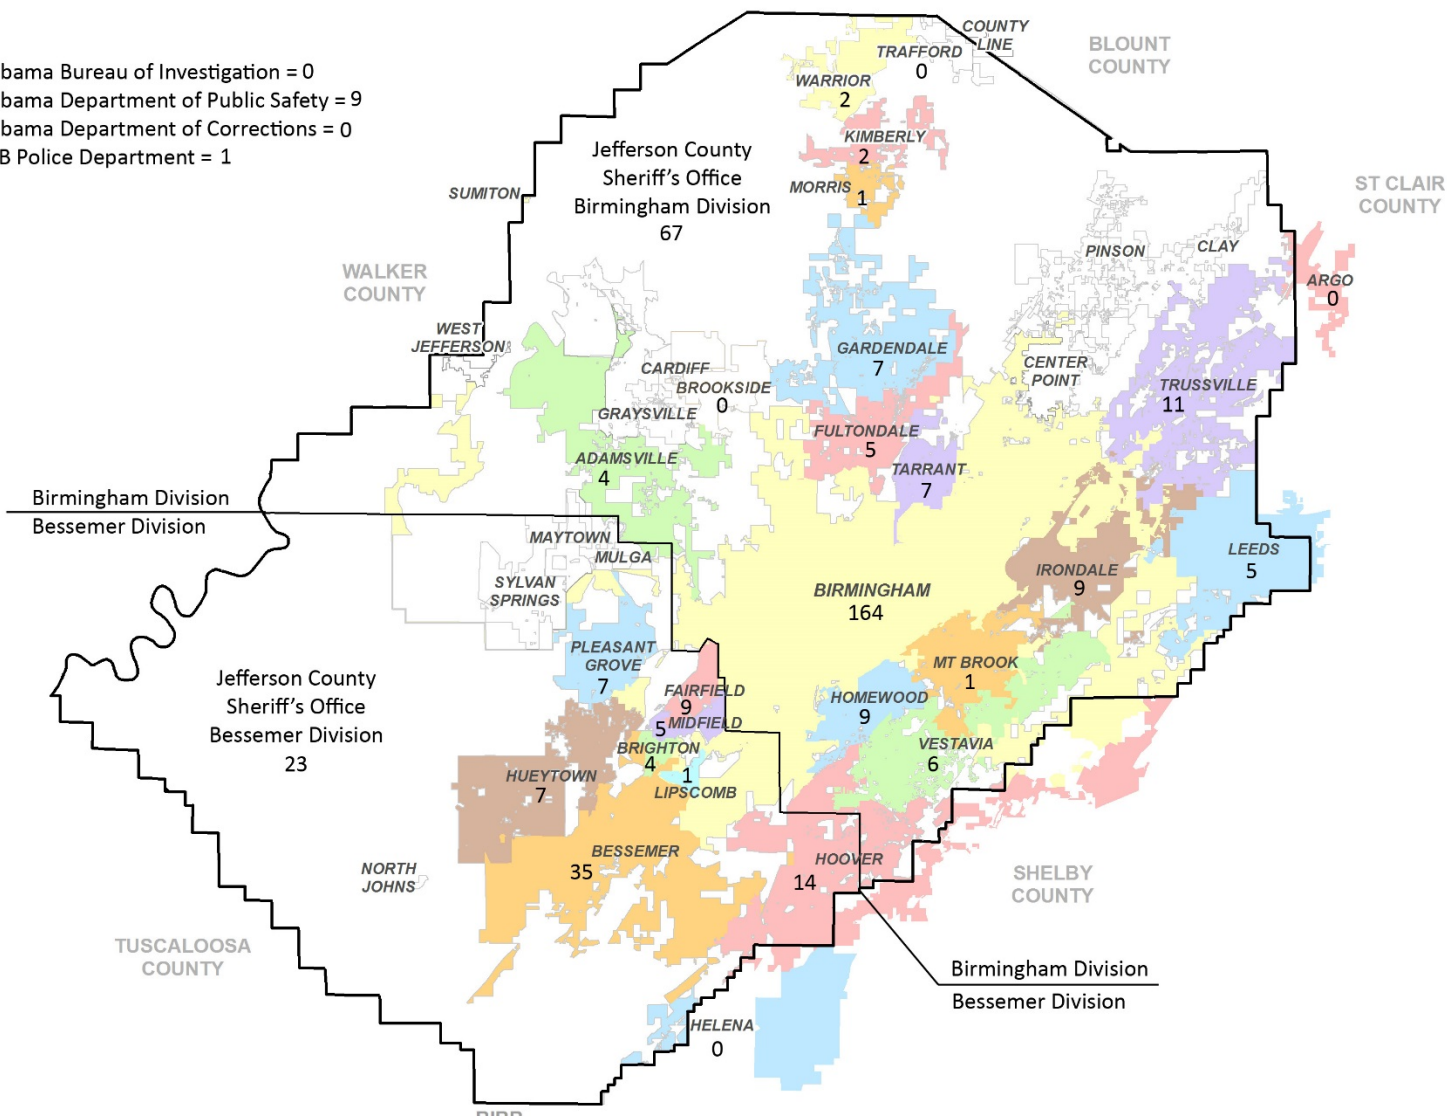 bama Bureau of Investigation = 0
bama Department of Public Safety = 9
bama Department of Corrections = 0
B Police Department = 1
COUNTY
LINE
BLOUNT
COUNTY
TRAFFORD
0
WARRIOR
2
KIMBERLY
2
MORRIS
1
Jefferson County
Sheriff's Office
Birmingham Division
67
SUMITON
ST CLAIR
COUNTY
PINSON
CLAY
ARGO
0
WALKER
COUNTY
WEST
JEFFERSON
GARDENDALE
7
CARDIFF
BROOKSIDE
0
CENTER
POINT
TRUSSVILLE
11
GRAYSVILLE
FULTONDALE
5
ADAMSVILLE
4
TARRANT
7
Birmingham Division
Bessemer Division
MAYTOWN
MULGA
SYLVAN
SPRINGS
LEEDS
5
IRONDALE
9
BIRMINGHAM
164
PLEASANT
GROVE
7
MT BROOK
1
Jefferson County
Sheriff's Office
Bessemer Division
23
FAIRFIELD
9
HOMEWOOD
9
5
MIDFIELD
VESTAVIA
6
BRIGHTON
4
1
LIPSCOMB
HUEYTOWN
7
BESSEMER
35
HOOVER
14
NORTH
JOHNS
SHELBY
COUNTY
TUSCALOOSA
COUNTY
Birmingham Division
Bessemer Division
HELENA
0
BIBB